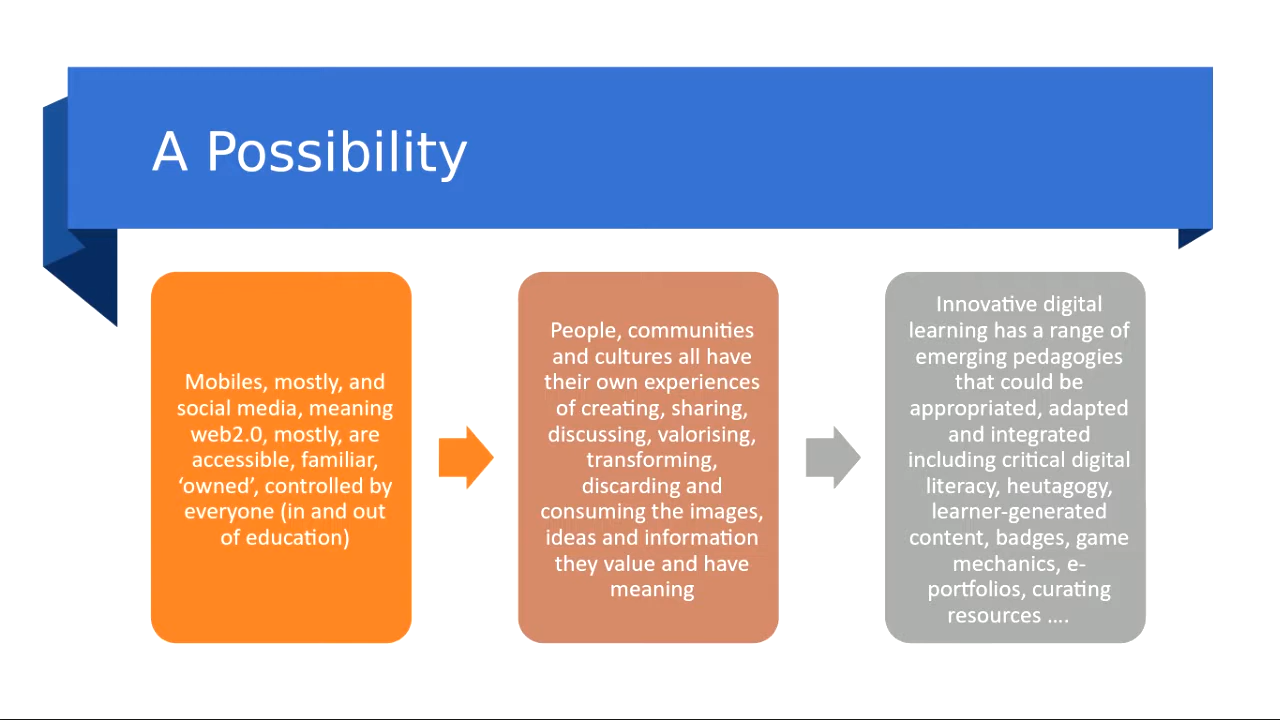 A Possibility
Mobiles, mostly, and
social media, meaning
web2.0, mostly, are
accessible, familiar,
‘owned’, controlled by
everyone (in and out
of education)
People, communities
and cultures all have
their own experiences
of creating, sharing,
discussing, valorising,
transforming,
discarding and
consuming the images,
ideas and information
they value and have
meaning
Innovative digital
learning has a range of
emerging pedagogies
that could be
appropriated, adapted
and integrated
including critical digital
literacy, heutagogy,
learner-generated
content, badges, game
mechanics, e-
portfolios, curating
resources ….